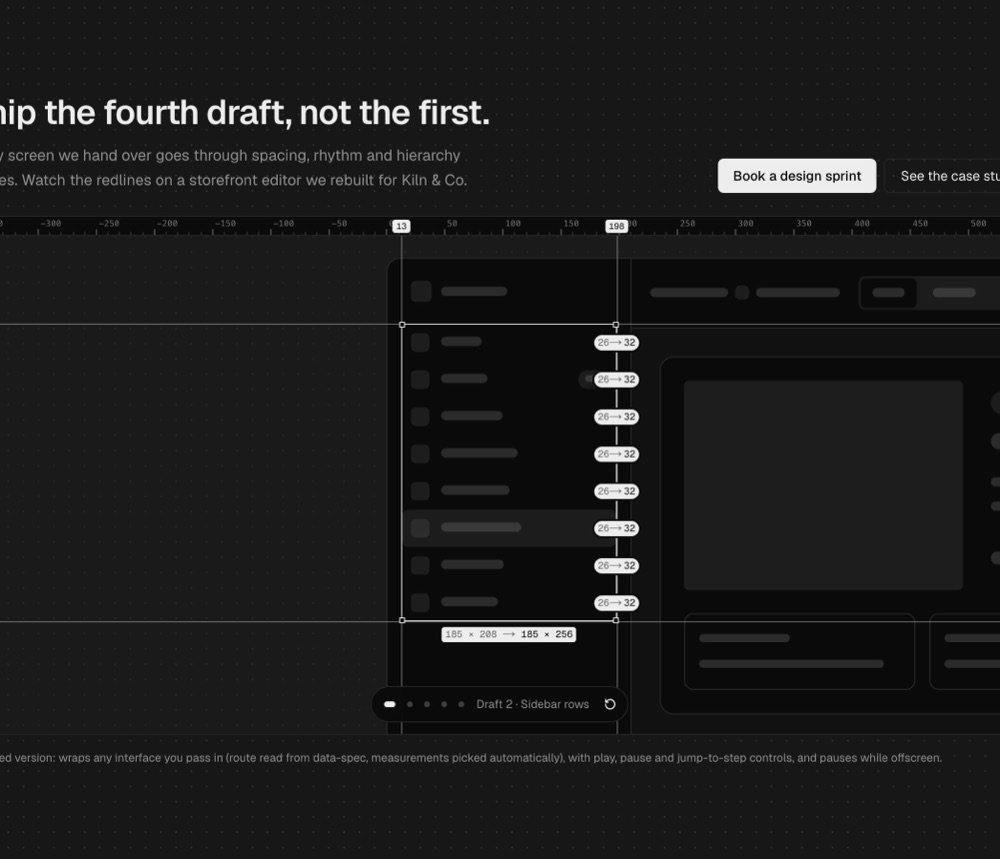 hip the fourth draft, not the first.
y screen we hand over goes through spacing, rhythm and hierarchy
es. Watch the redlines on a storefront editor we rebuilt for Kiln & Co.
Book a design sprint
See the case stu
-300 -250 -200 -150 -100 -50 13 50 100 150 198 250 300 350 400 450 500
26→32
26→32
26→32
26→32
26→32
26→32
26→32
26→32
185 × 208 → 185 × 256
Draft 2 · Sidebar rows
ed version: wraps any interface you pass in (route read from data-spec, measurements picked automatically), with play, pause and jump-to-step controls, and pauses while offscreen.